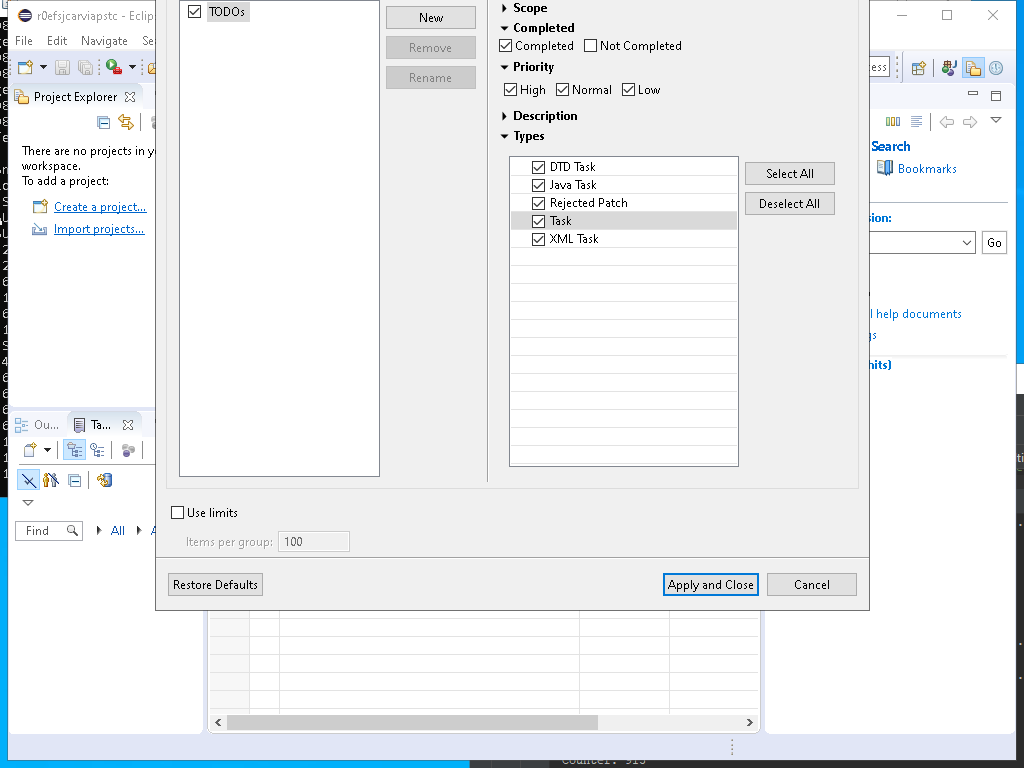 r0efsjcarviapstc - Eclip
File Edit Navigate Se
Project Explorer
There are no projects in y
workspace.
To add a project:
Create a project...
Import projects...
Ou...
Ta...
Find
All
TODOs
New
Remove
Rename
Scope
Completed
Completed
Not Completed
Priority
High
Normal
Low
Description
Types
DTD Task
Java Task
Rejected Patch
Task
XML Task
Select All
Deselect All
Use limits
Items per group: 100
Restore Defaults
Apply and Close
Cancel
ess
Search
Bookmarks
sion:
Go
l help documents
gs
hits)
Counter: 915